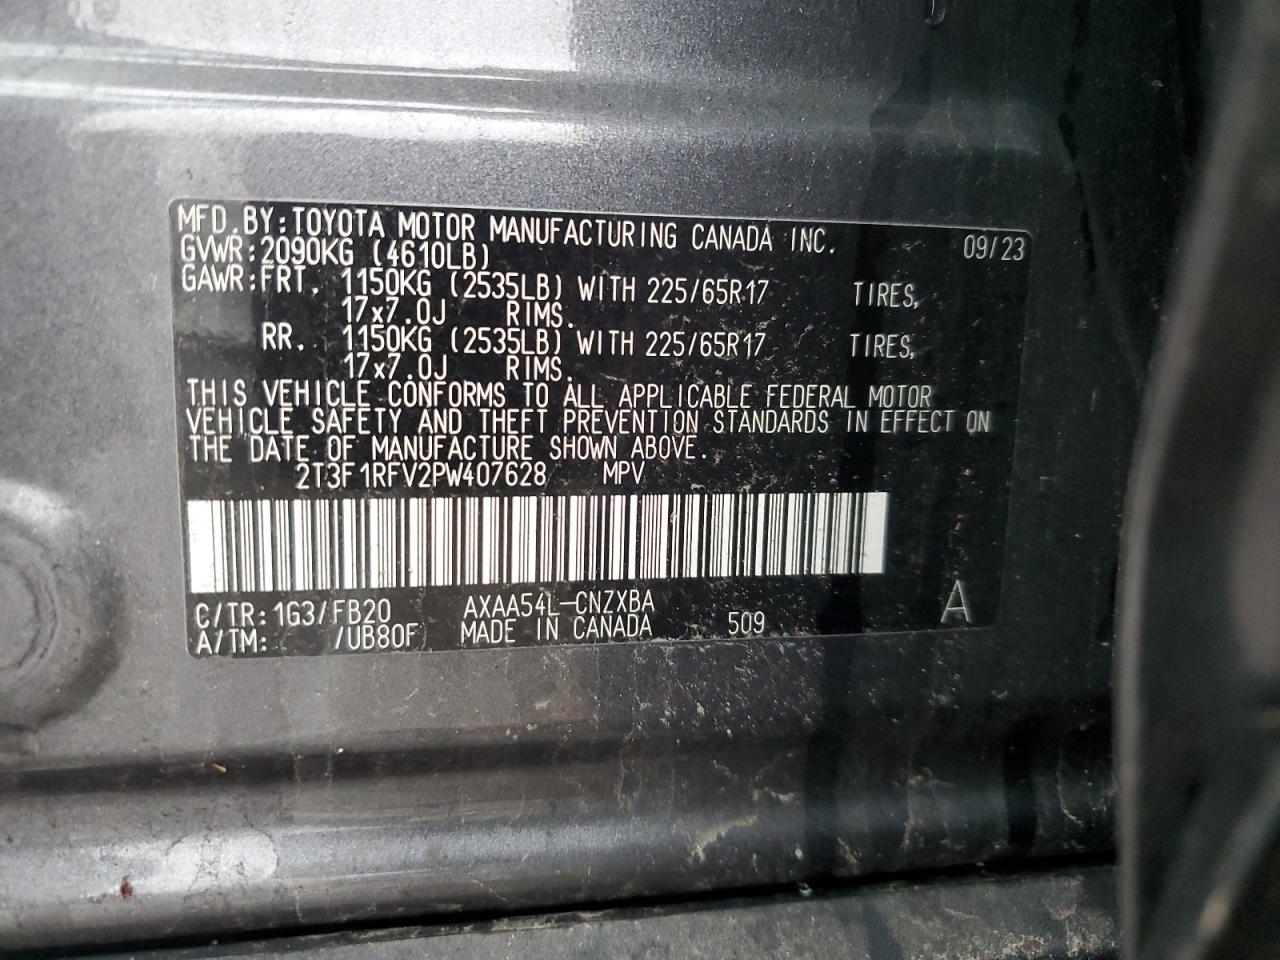 MFD.BY:TOYOTA MOTOR MANUFACTURING CANADA INC. 09/23
GVWR:2090KG (4610LB)
GAWR:FRT. 1150KG (2535LB) WITH 225/65R17 TIRES,
17x7.0J RIMS.
RR. 1150KG (2535LB) WITH 225/65R17 TIRES,
17x7.0J RIMS.
THIS VEHICLE CONFORMS TO ALL APPLICABLE FEDERAL MOTOR
VEHICLE SAFETY AND THEFT PREVENTION STANDARDS IN EFFECT ON
THE DATE OF MANUFACTURE SHOWN ABOVE.
2T3F1RFV2PW407628 MPV
C/TR:1G3/FB20 AXAA54L-CNZXBA A
A/TM: /UB80F MADE IN CANADA 509